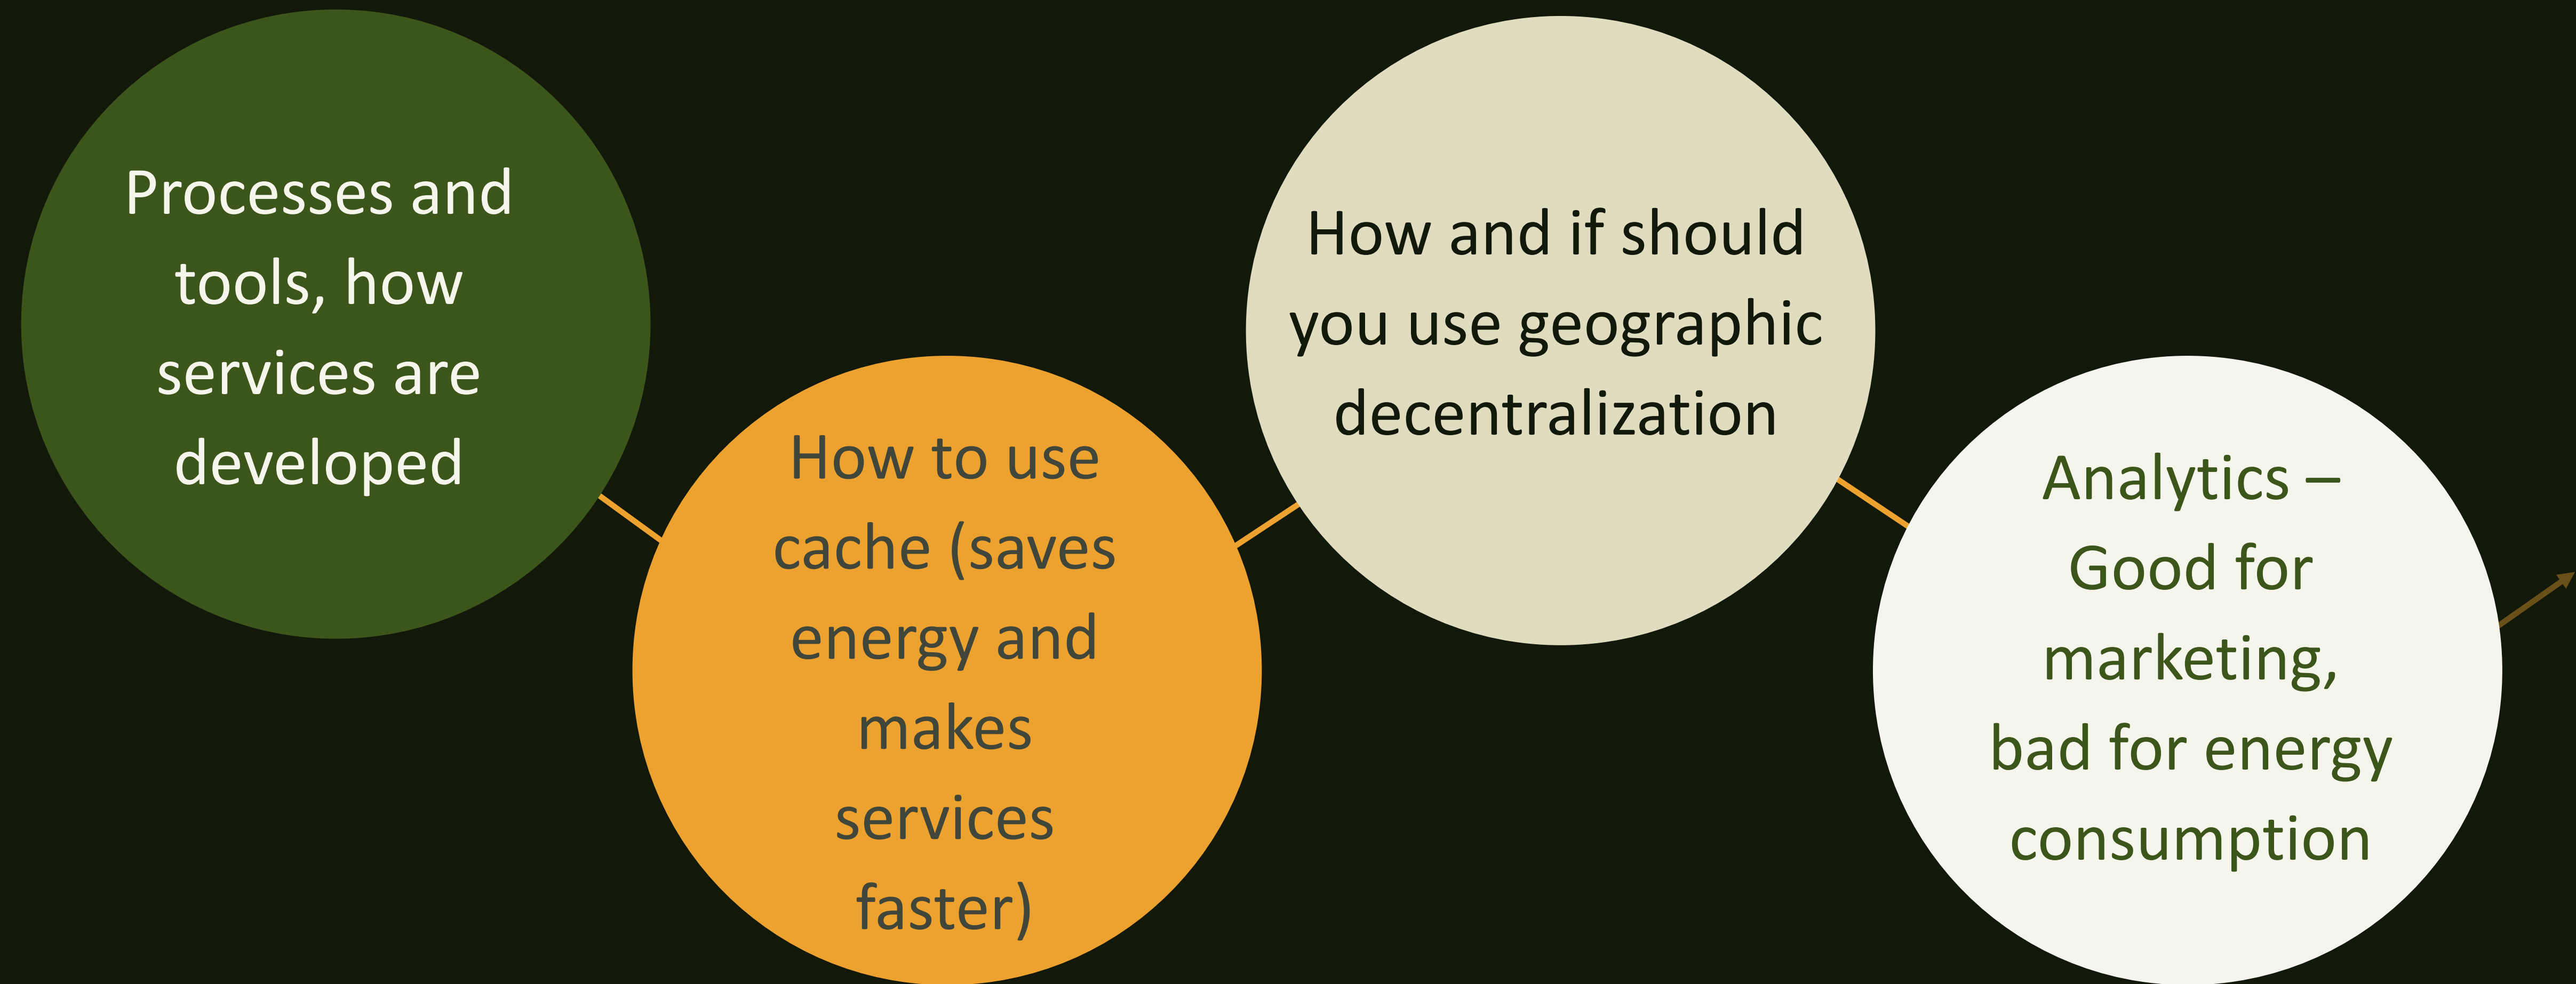 Processes and
tools, how
services are
developed
How to use
cache (saves
energy and
makes
services
faster)
How and if should
you use geographic
decentralization
Analytics –
Good for
marketing,
bad for energy
consumption